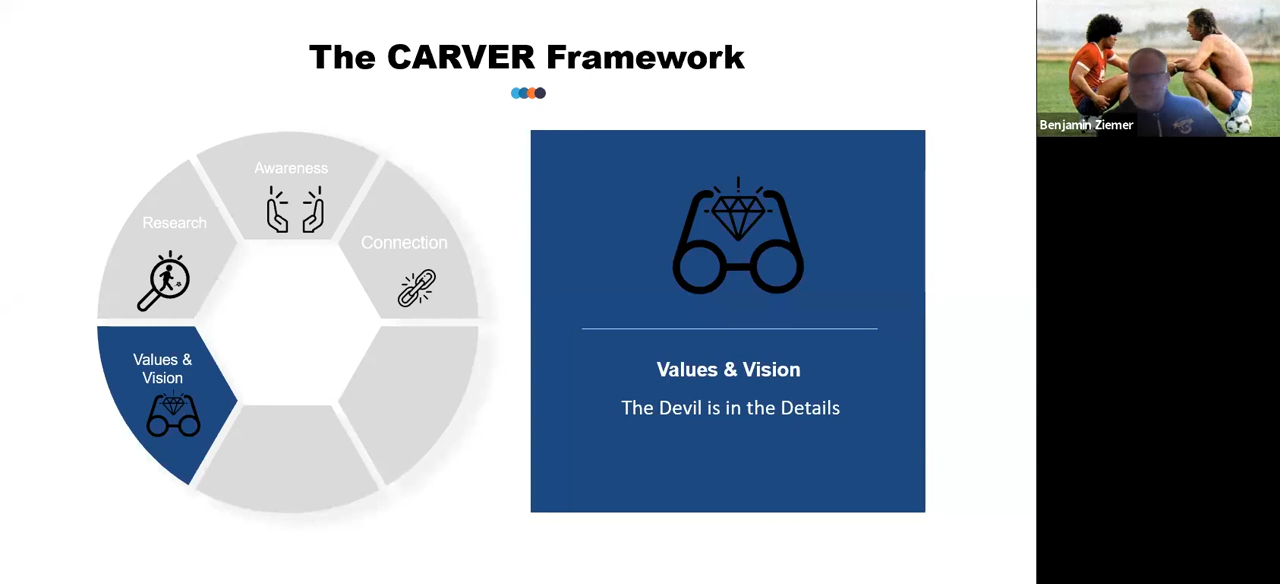 The CARVER Framework
Awareness
Research
Connection
Values &
Vision
Values & Vision
The Devil is in the Details
Benjamin Ziemer